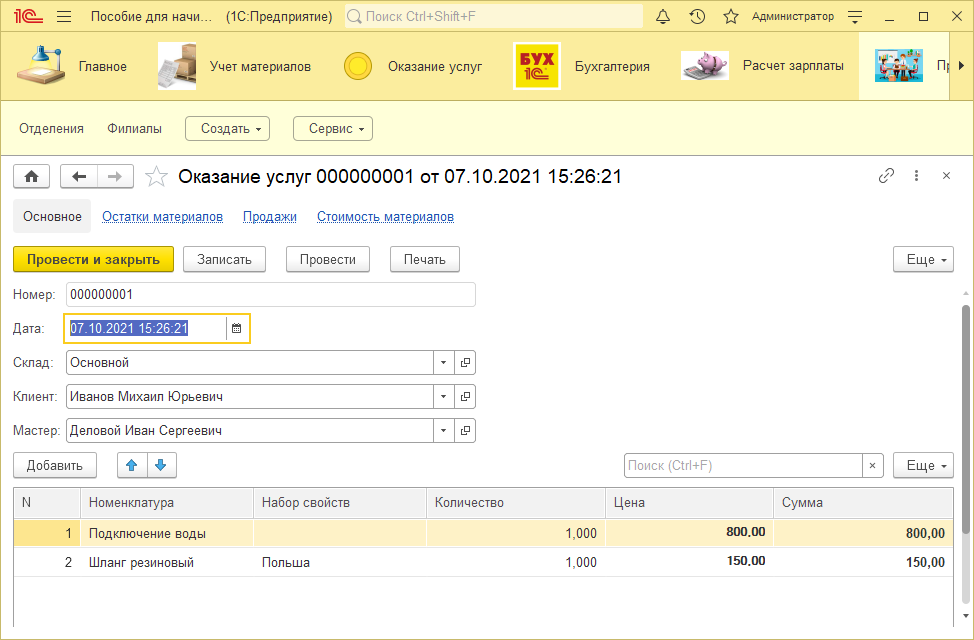 1С Пособие для начи... (1С:Предприятие) Поиск Ctrl+Shift+F Администратор
Главное Учет материалов Оказание услуг БУХ 1С Бухгалтерия Расчет зарплаты
Отделения Филиалы Создать Сервис
Оказание услуг 000000001 от 07.10.2021 15:26:21
Основное Остатки материалов Продажи Стоимость материалов
Провести и закрыть Записать Провести Печать Еще
Номер: 000000001
Дата: 07.10.2021 15:26:21
Склад: Основной
Клиент: Иванов Михаил Юрьевич
Мастер: Деловой Иван Сергеевич
Добавить Поиск (Ctrl+F) × Еще
N Номенклатура Набор свойств Количество Цена Сумма
1 Подключение воды 1,000 800,00 800,00
2 Шланг резиновый Польша 1,000 150,00 150,00